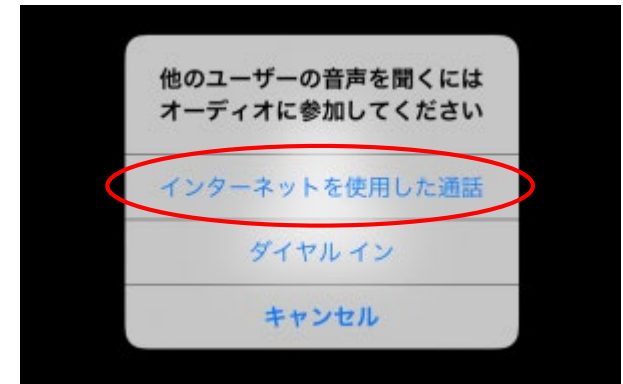 他のユーザーの音声を聞くには
オーディオに参加してください
インターネットを使用した通話
ダイヤル イン
キャンセル